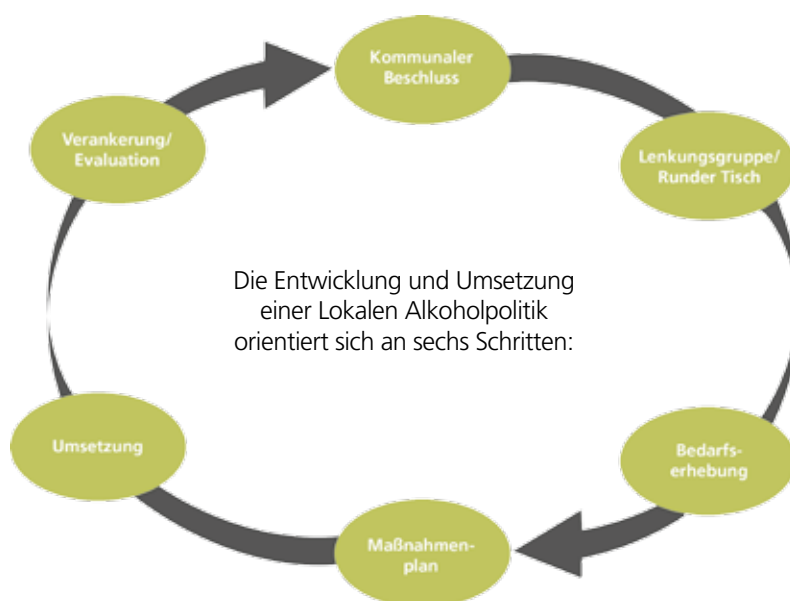 Kommunaler
Beschluss
Lenkungsgruppe/
Runder Tisch
Bedarfs-
erhebung
Maßnahmen-
plan
Umsetzung
Verankerung/
Evaluation
Die Entwicklung und Umsetzung
einer Lokalen Alkoholpolitik
orientiert sich an sechs Schritten: